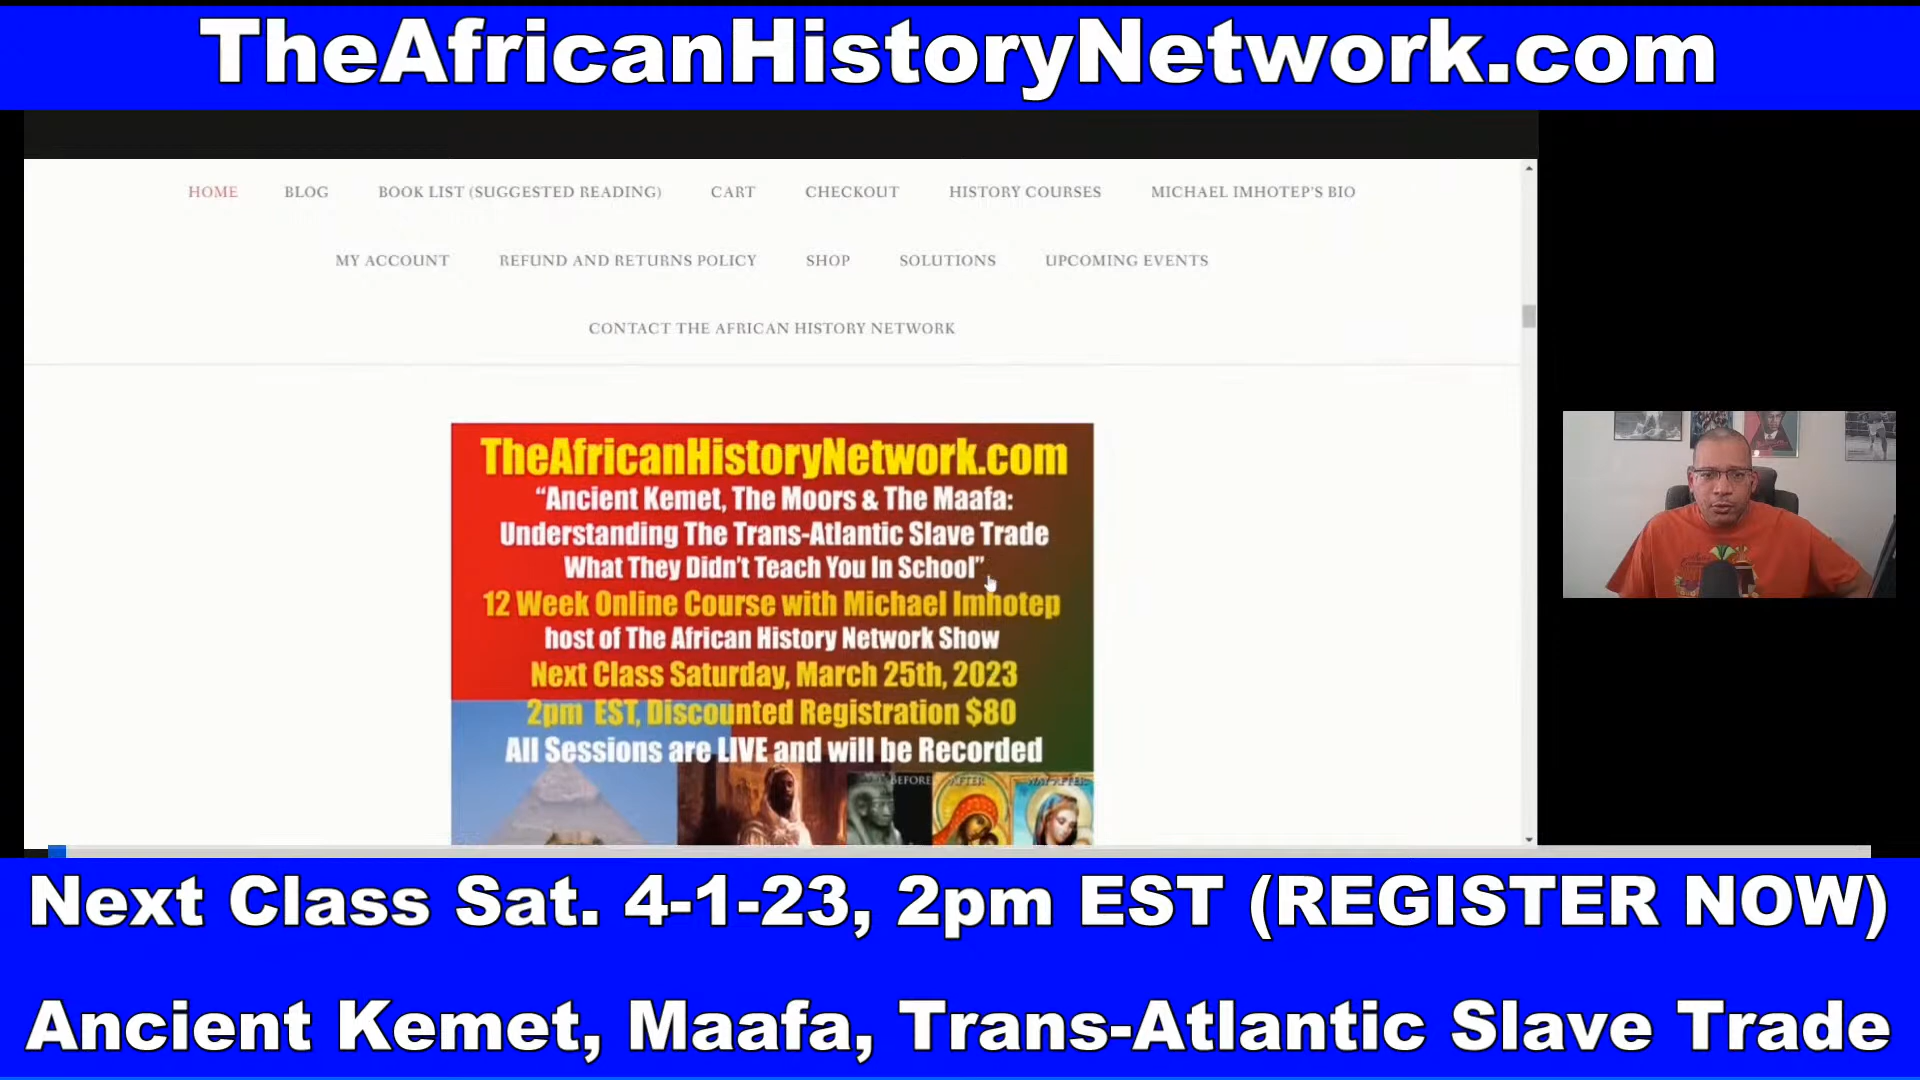 TheAfricanHistoryNetwork.com
HOME BLOG BOOK LIST (SUGGESTED READING) CART CHECKOUT HISTORY COURSES MICHAEL IMHOTEP'S BIO
MY ACCOUNT REFUND AND RETURNS POLICY SHOP SOLUTIONS UPCOMING EVENTS
CONTACT THE AFRICAN HISTORY NETWORK
TheAfricanHistoryNetwork.com
“Ancient Kemet, The Moors & The Maafa:
Understanding The Trans-Atlantic Slave Trade
What They Didn't Teach You In School”
12 Week Online Course with Michael Imhotep
host of The African History Network Show
Next Class Saturday, March 25th, 2023
2pm EST, Discounted Registration $80
All Sessions are LIVE and will be Recorded
BEFORE AFTER WAY AFTER
Next Class Sat. 4-1-23, 2pm EST (REGISTER NOW)
Ancient Kemet, Maafa, Trans-Atlantic Slave Trade